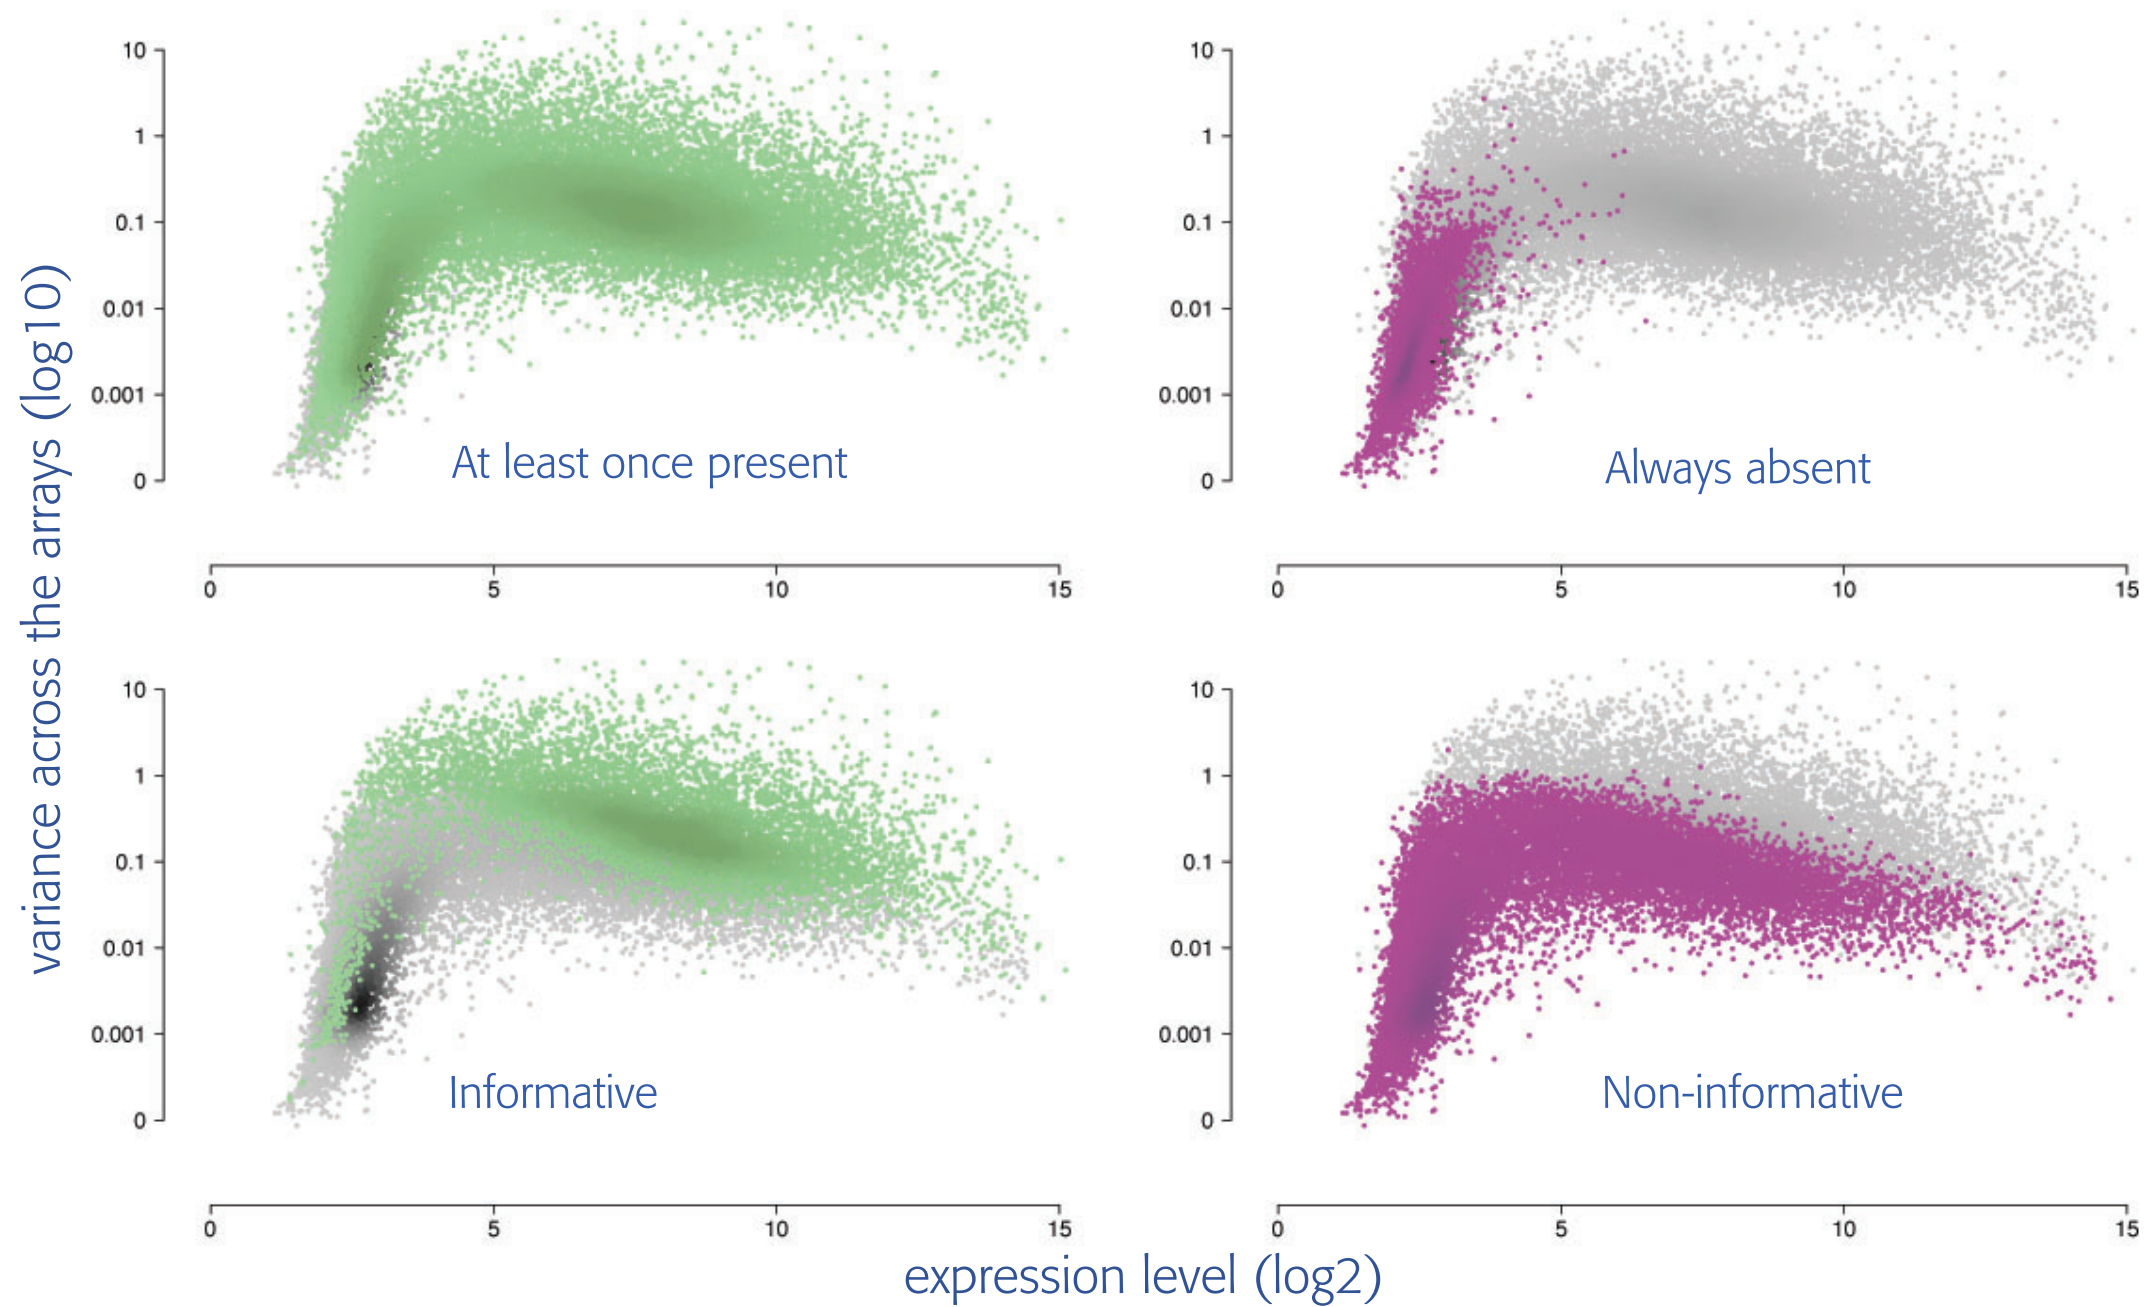 variance across the arrays (log10)
10
1
0.1
0.01
0.001
0
At least once present
0 5 10 15
10
1
0.1
0.01
0.001
0
Always absent
0 5 10 15
10
1
0.1
0.01
0.001
0
Informative
0 5 10 15
10
1
0.1
0.01
0.001
0
Non-informative
0 5 10 15
expression level (log2)